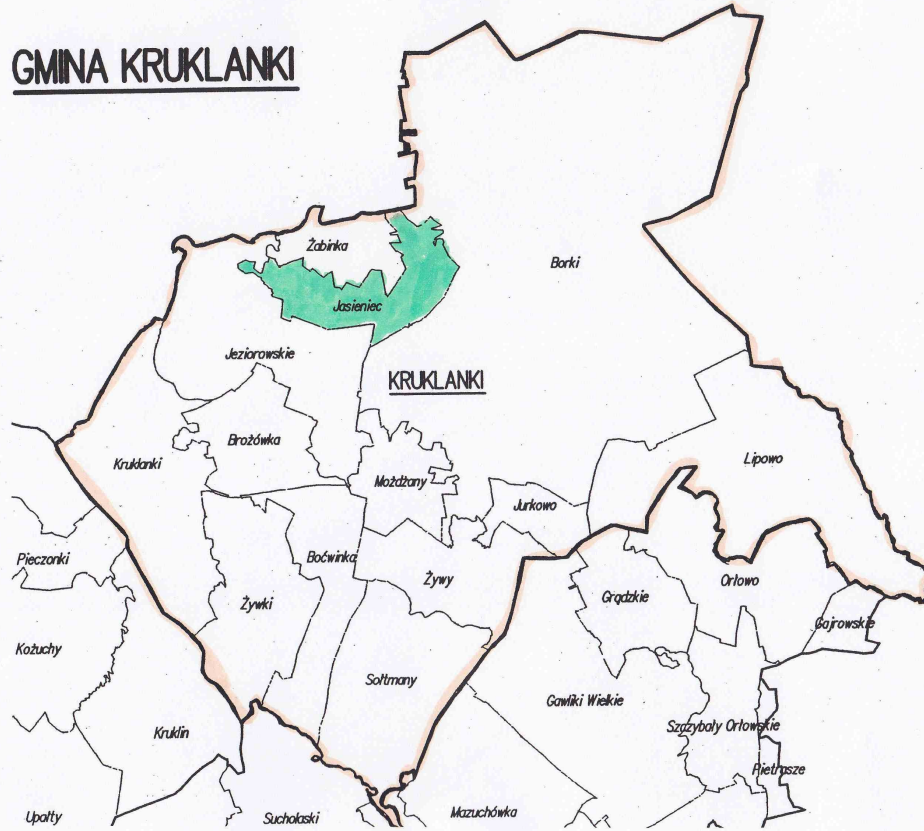 GMINA KRUKLANKI
Żabinka
Borki
Jasieniec
Jeziorowskie
KRUKLANKI
Brożówka
Kruklanki
Lipowo
Możdżany
Jurkowo
Pieczonki
Boćwinka
Żywy
Orłowo
Żywki
Grądzkie
Gajrowskie
Kożuchy
Sołtmany
Gawliki Wielkie
Szczybały Orłowskie
Kruklin
Pietrasze
Upałty
Sucholaski
Mazuchówka